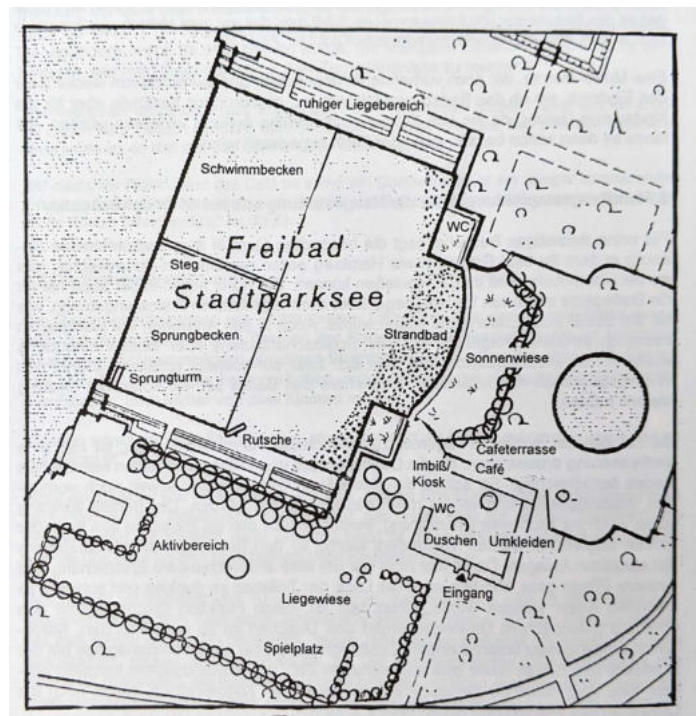 ruhiger Liegebereich
Schwimmbecken
WC
Freibad
Steg
Stadtparksee
Sprungbecken
Strandbad
Sonnenwiese
Sprungturm
Rutsche
Cafeterrasse
Imbiß/
Kiosk
Café
WC
Duschen
Umkleiden
Aktivbereich
Eingang
Liegewiese
Spielplatz